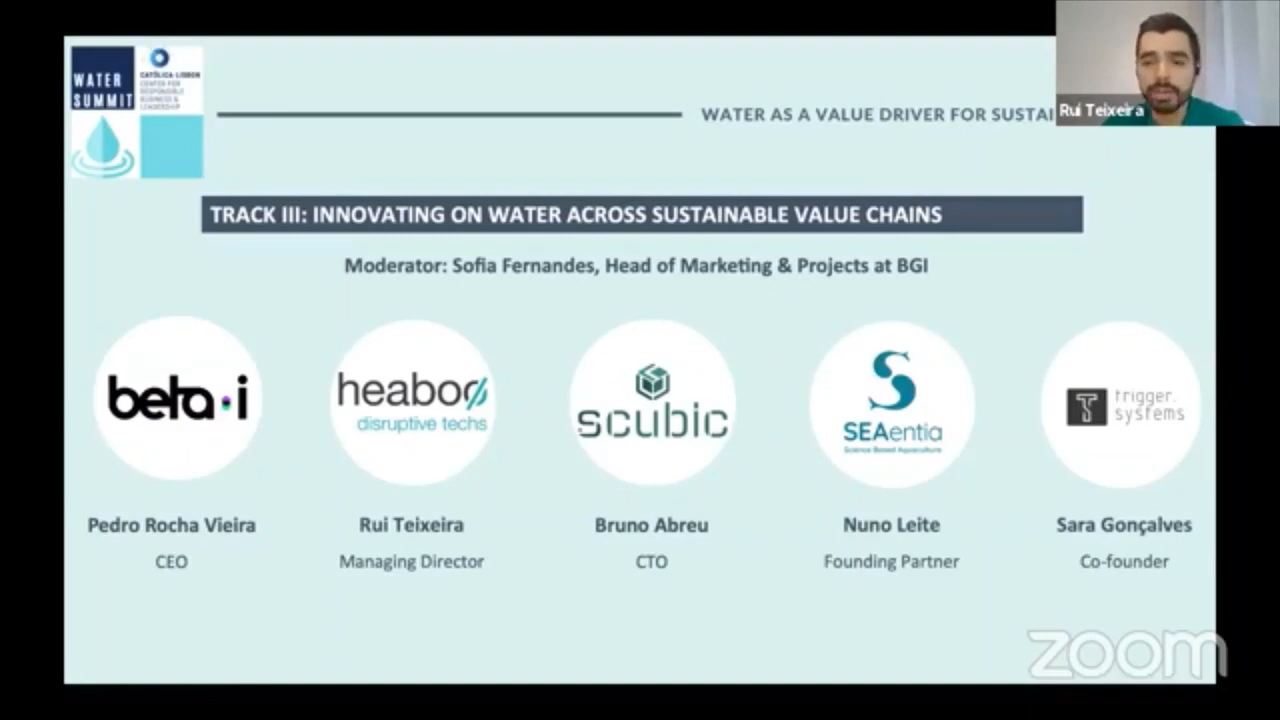 WATER
SUMMIT
CATÓLICA-LISBON
CENTER FOR
RESPONSIBLE
BUSINESS &
LEADERSHIP
WATER AS A VALUE DRIVER FOR SUSTAI
Rui Teixeira
TRACK III: INNOVATING ON WATER ACROSS SUSTAINABLE VALUE CHAINS
Moderator: Sofia Fernandes, Head of Marketing & Projects at BGI
beta-i
heaboo
disruptive techs
scubic
SEAentia
Science Based Aquaculture
T
trigger.
systems
Pedro Rocha Vieira
Rui Teixeira
Bruno Abreu
Nuno Leite
Sara Gonçalves
CEO
Managing Director
CTO
Founding Partner
Co-founder
zoom